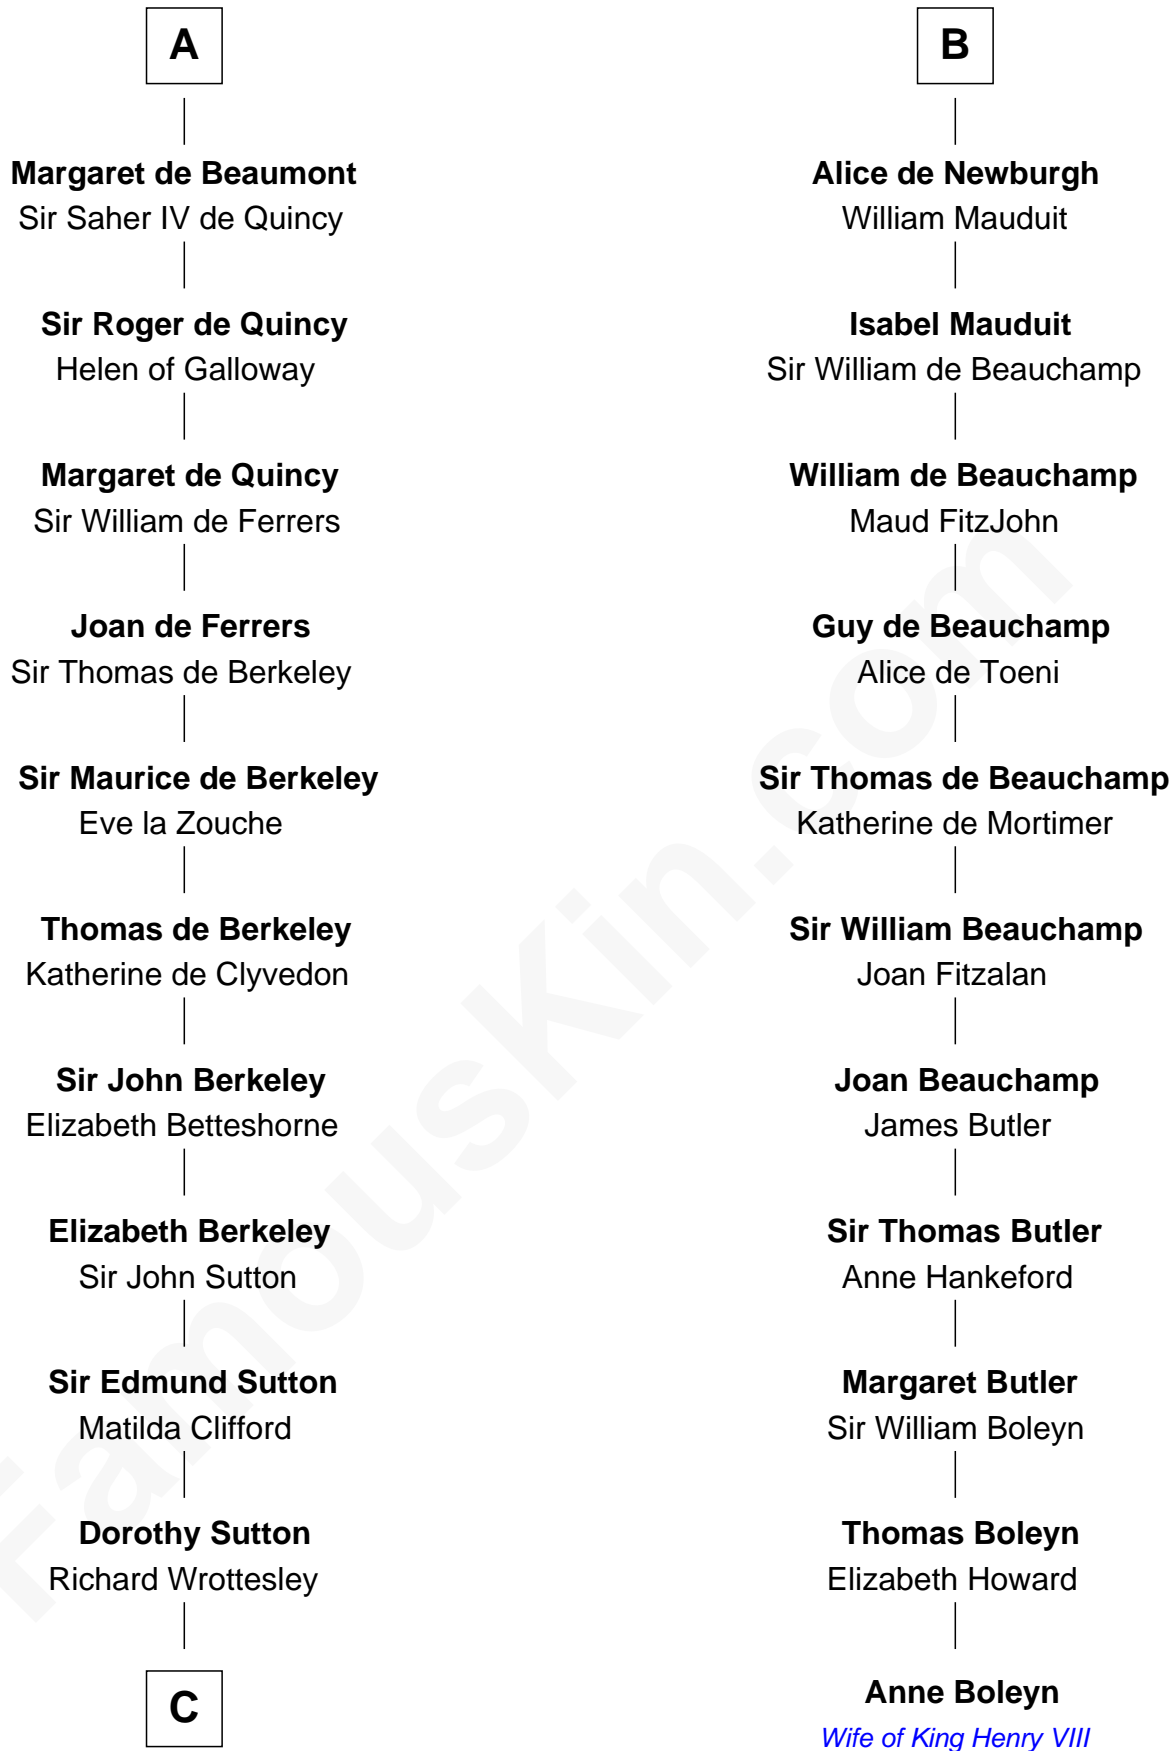 A
Margaret de Beaumont
Sir Saher IV de Quincy
Sir Roger de Quincy
Helen of Galloway
Margaret de Quincy
Sir William de Ferrers
Joan de Ferrers
Sir Thomas de Berkeley
Sir Maurice de Berkeley
Eve la Zouche
Thomas de Berkeley
Katherine de Clyvedon
Sir John Berkeley
Elizabeth Betteshorne
Elizabeth Berkeley
Sir John Sutton
Sir Edmund Sutton
Matilda Clifford
Dorothy Sutton
Richard Wrottesley
C
B
Alice de Newburgh
William Mauduit
Isabel Mauduit
Sir William de Beauchamp
William de Beauchamp
Maud FitzJohn
Guy de Beauchamp
Alice de Toeni
Sir Thomas de Beauchamp
Katherine de Mortimer
Sir William Beauchamp
Joan Fitzalan
Joan Beauchamp
James Butler
Sir Thomas Butler
Anne Hankeford
Margaret Butler
Sir William Boleyn
Thomas Boleyn
Elizabeth Howard
Anne Boleyn
Wife of King Henry VIII
FamousKin.com